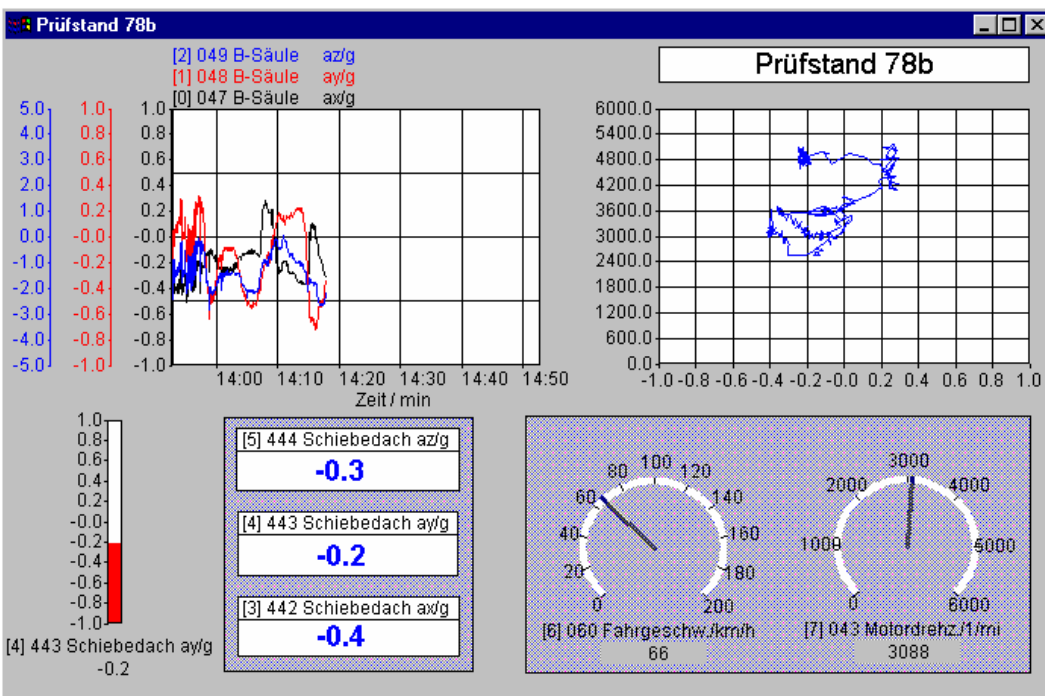 Prüfstand 78b
[2] 049 B-Säule az/g
[1] 048 B-Säule ay/g
[0] 047 B-Säule ax/g
Prüfstand 78b
5.0 1.0 1.0
4.0 0.8 0.8
3.0 0.6 0.6
2.0 0.4 0.4
1.0 0.2 0.2
0.0 -0.0 -0.0
-1.0 -0.2 -0.2
-2.0 -0.4 -0.4
-3.0 -0.6 -0.6
-4.0 -0.8 -0.8
-5.0 -1.0 -1.0
14:00 14:10 14:20 14:30 14:40 14:50
Zeit / min
6000.0
5400.0
4800.0
4200.0
3600.0
3000.0
2400.0
1800.0
1200.0
600.0
0.0
-1.0 -0.8 -0.6 -0.4 -0.2 -0.0 0.2 0.4 0.6 0.8 1.0
1.0
0.8
0.6
0.4
0.2
-0.0
-0.2
-0.4
-0.6
-0.8
-1.0
[4] 443 Schiebedach ay/g
-0.2
[5] 444 Schiebedach az/g
-0.3
[4] 443 Schiebedach ay/g
-0.2
[3] 442 Schiebedach ax/g
-0.4
0 20 40 60 80 100 120 140 160 180 200
[6] 060 Fahrgeschw./km/h
66
0 1000 2000 3000 4000 5000 6000
[7] 043 Motordrehz./1/mi
3088